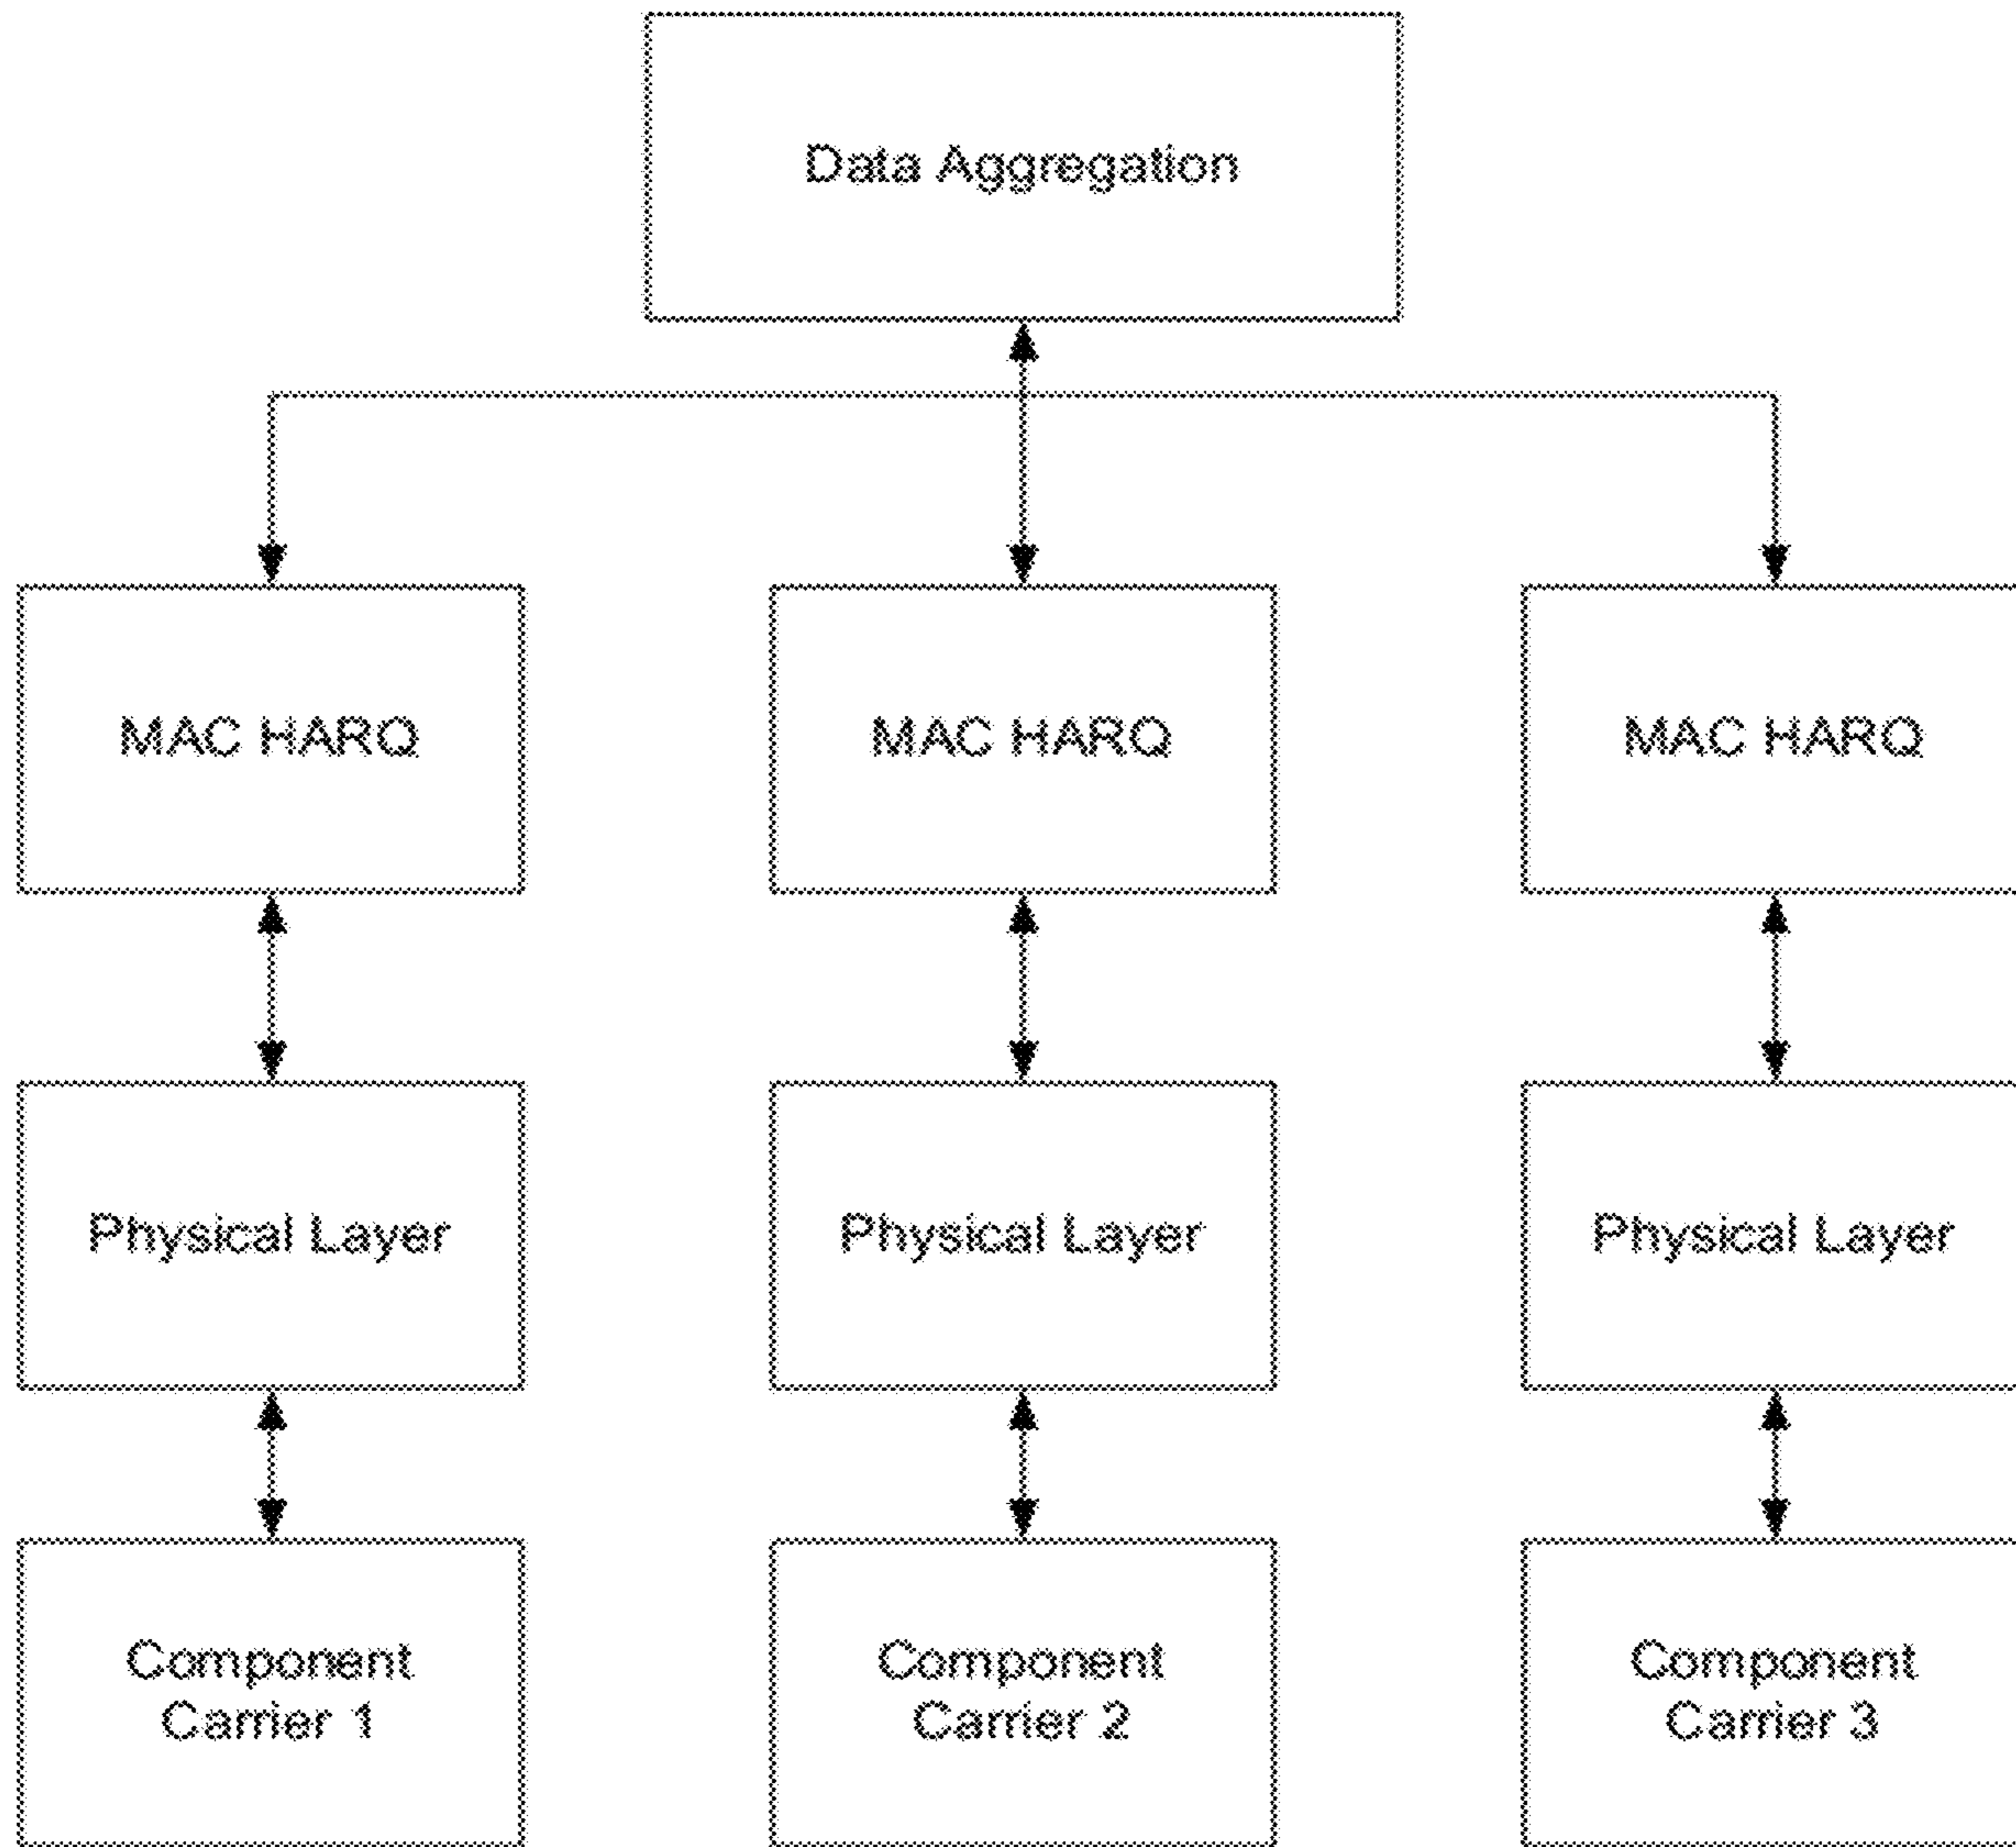 Data Aggregation
MAC HARQ
MAC HARQ
MAC HARQ
Physical Layer
Physical Layer
Physical Layer
Component
Carrier 1
Component
Carrier 2
Component
Carrier 3